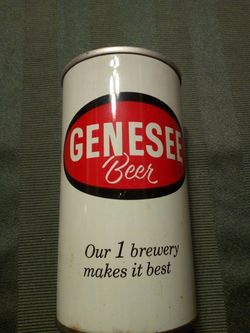 GENESEE
Beer
Our 1 brewery
makes it best